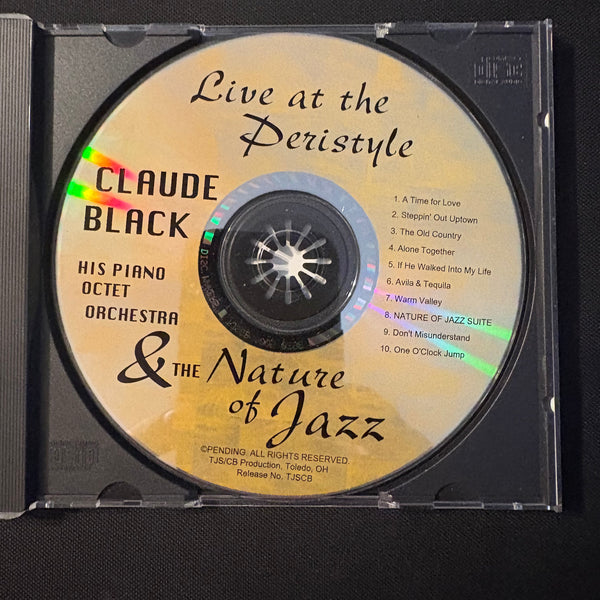 Live at the
Peristyle
CLAUDE
BLACK
HIS PIANO
OCTET
ORCHESTRA
& THE Nature
of Jazz
1. A Time for Love
2. Steppin' Out Uptown
3. The Old Country
4. Alone Together
5. If He Walked Into My Life
6. Avila & Tequila
7. Warm Valley
8. NATURE OF JAZZ SUITE
9. Don't Misunderstand
10. One O'Clock Jump
©PENDING. ALL RIGHTS RESERVED.
TJS/CB Production, Toledo, OH
Release No. TJSCB